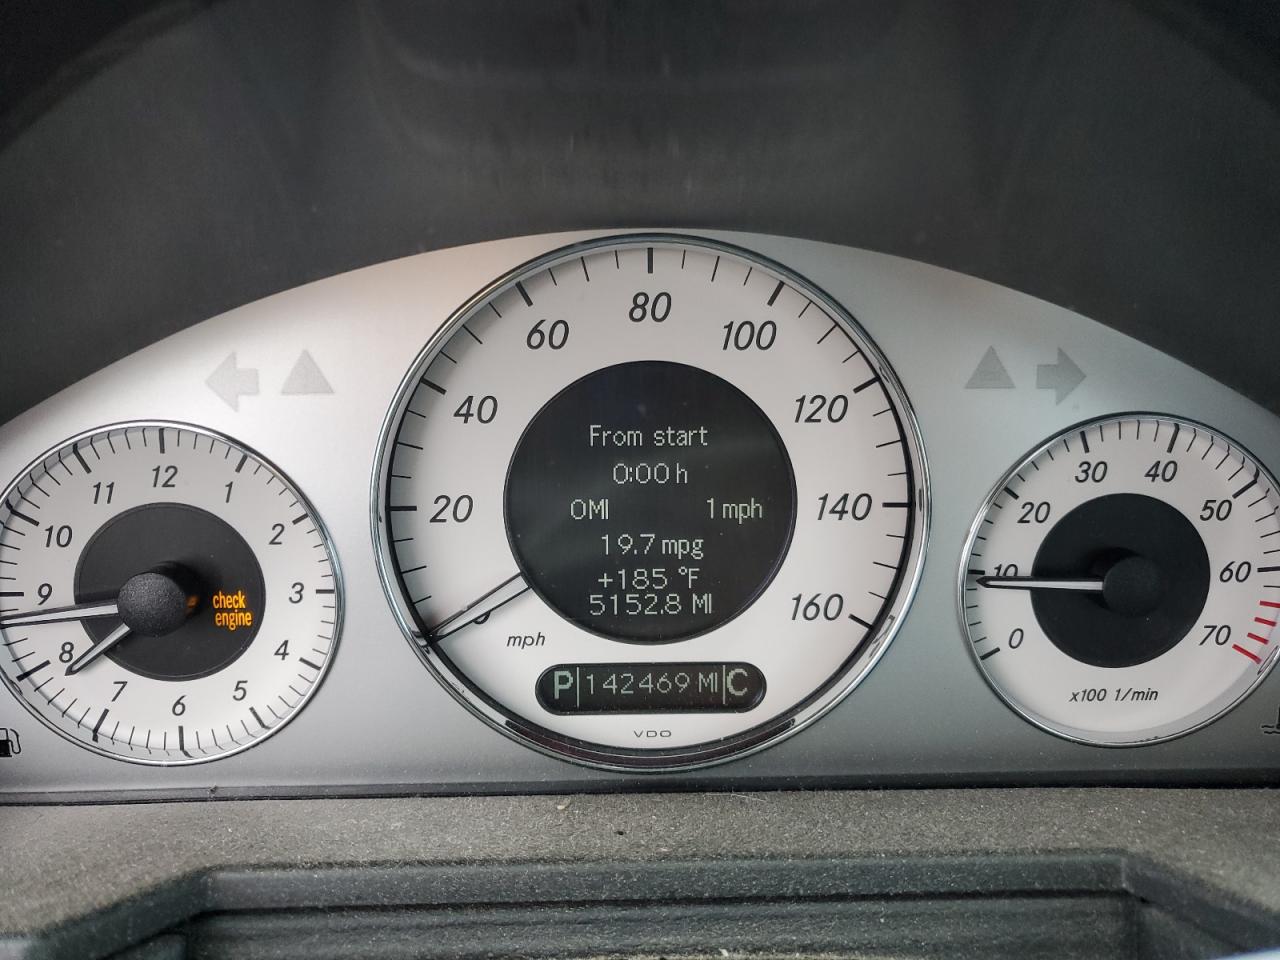 From start
0:00 h
0MI 1 mph
19.7 mpg
+185 °F
5152.8 MI
P 142469 MI C
VDO
mph
0 20 40 60 80 100 120 140 160
12 1 2 3 4 5 6 7 8 9 10 11
check
engine
0 10 20 30 40 50 60 70
x100 1/min